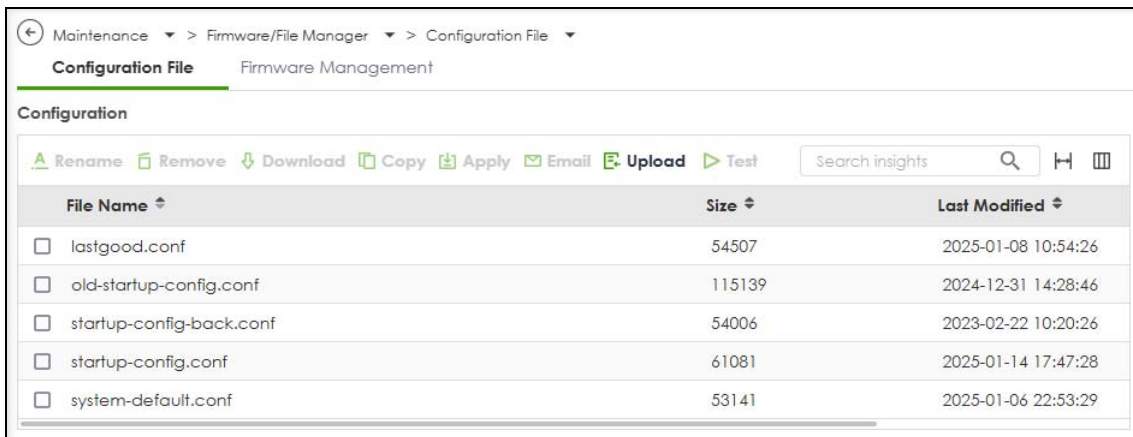 Maintenance > Firmware/File Manager > Configuration File
Configuration File Firmware Management
Configuration
Rename Remove Download Copy Apply Email Upload Test Search insights
File Name Size Last Modified
lastgood.conf 54507 2025-01-08 10:54:26
old-startup-config.conf 115139 2024-12-31 14:28:46
startup-config-back.conf 54006 2023-02-22 10:20:26
startup-config.conf 61081 2025-01-14 17:47:28
system-default.conf 53141 2025-01-06 22:53:29